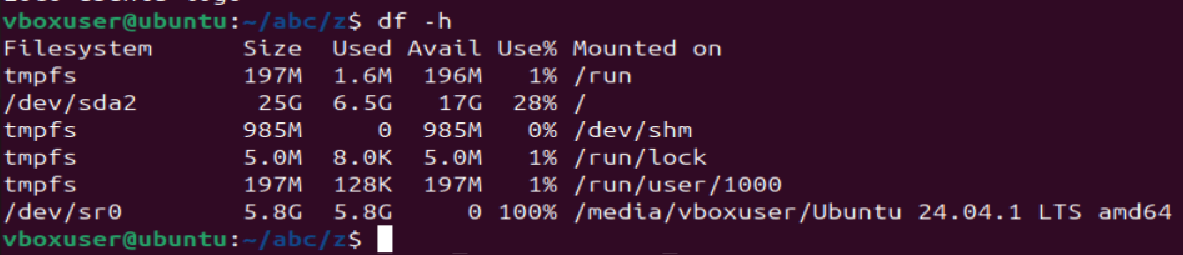 vboxuser@ubuntu:~/abc/z$ df -h
Filesystem      Size  Used Avail Use% Mounted on
tmpfs           197M  1.6M  196M   1% /run
/dev/sda2        25G  6.5G   17G  28% /
tmpfs           985M     0  985M   0% /dev/shm
tmpfs           5.0M  8.0K  5.0M   1% /run/lock
tmpfs           197M  128K  197M   1% /run/user/1000
/dev/sr0        5.8G  5.8G     0 100% /media/vboxuser/Ubuntu 24.04.1 LTS amd64
vboxuser@ubuntu:~/abc/z$